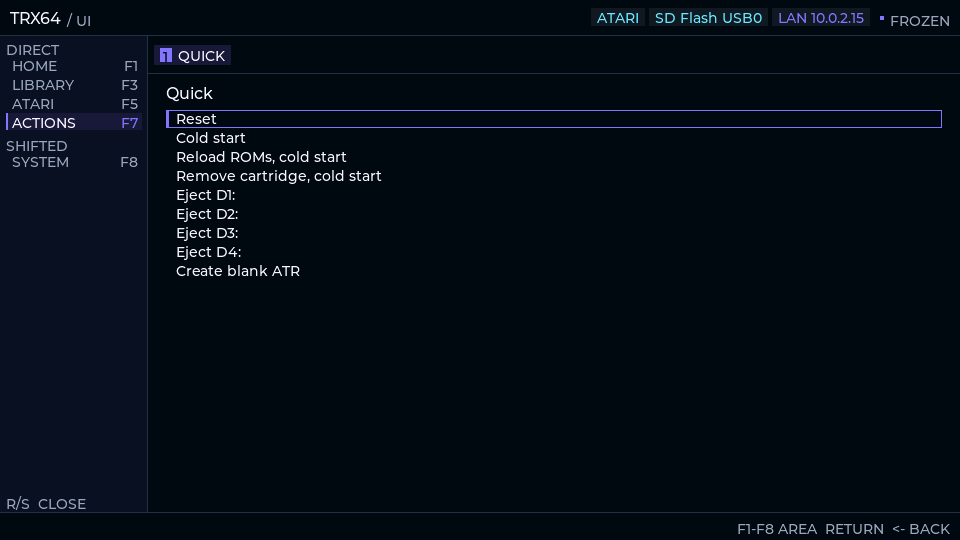 TRX64 / UI
ATARI SD Flash USB0 LAN 10.0.2.15 FROZEN
DIRECT
HOME F1
LIBRARY F3
ATARI F5
ACTIONS F7
SHIFTED
SYSTEM F8
R/S CLOSE
1 QUICK
Quick
Reset
Cold start
Reload ROMs, cold start
Remove cartridge, cold start
Eject D1:
Eject D2:
Eject D3:
Eject D4:
Create blank ATR
F1-F8 AREA RETURN <- BACK